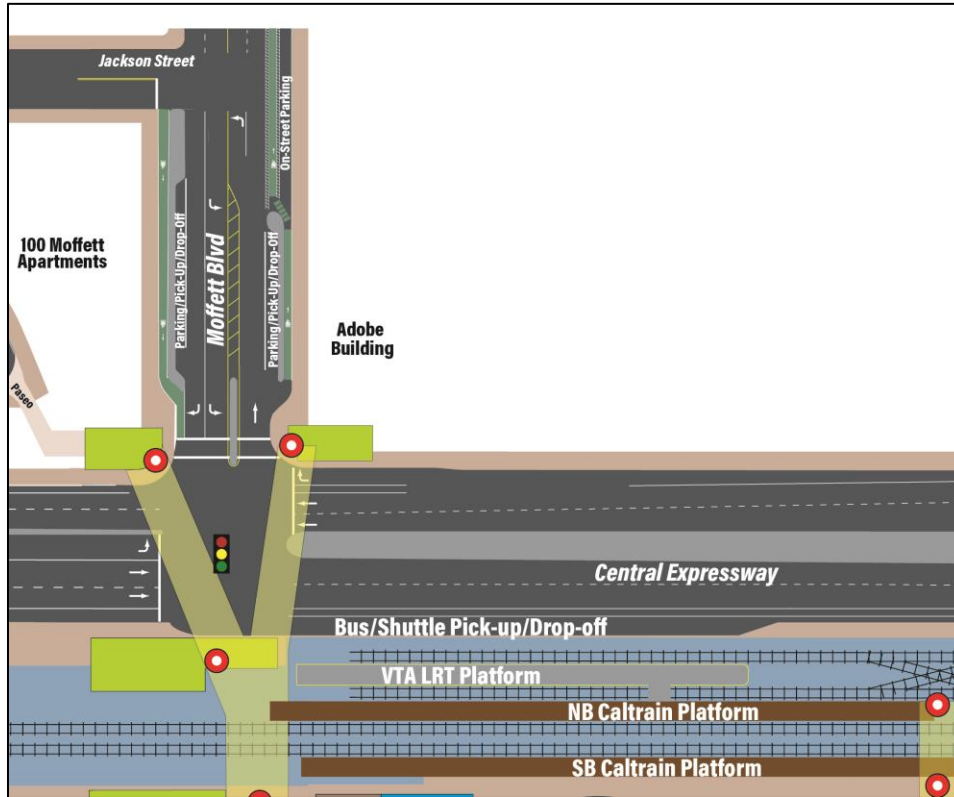 Jackson Street
On-Street Parking
100 Moffett
Apartments
Parking/Pick-Up/Drop-Off
Moffett Blvd
Parking/Pick-Up/Drop-Off
Adobe
Building
Paseo
Central Expressway
Bus/Shuttle Pick-up/Drop-off
VTA LRT Platform
NB Caltrain Platform
SB Caltrain Platform